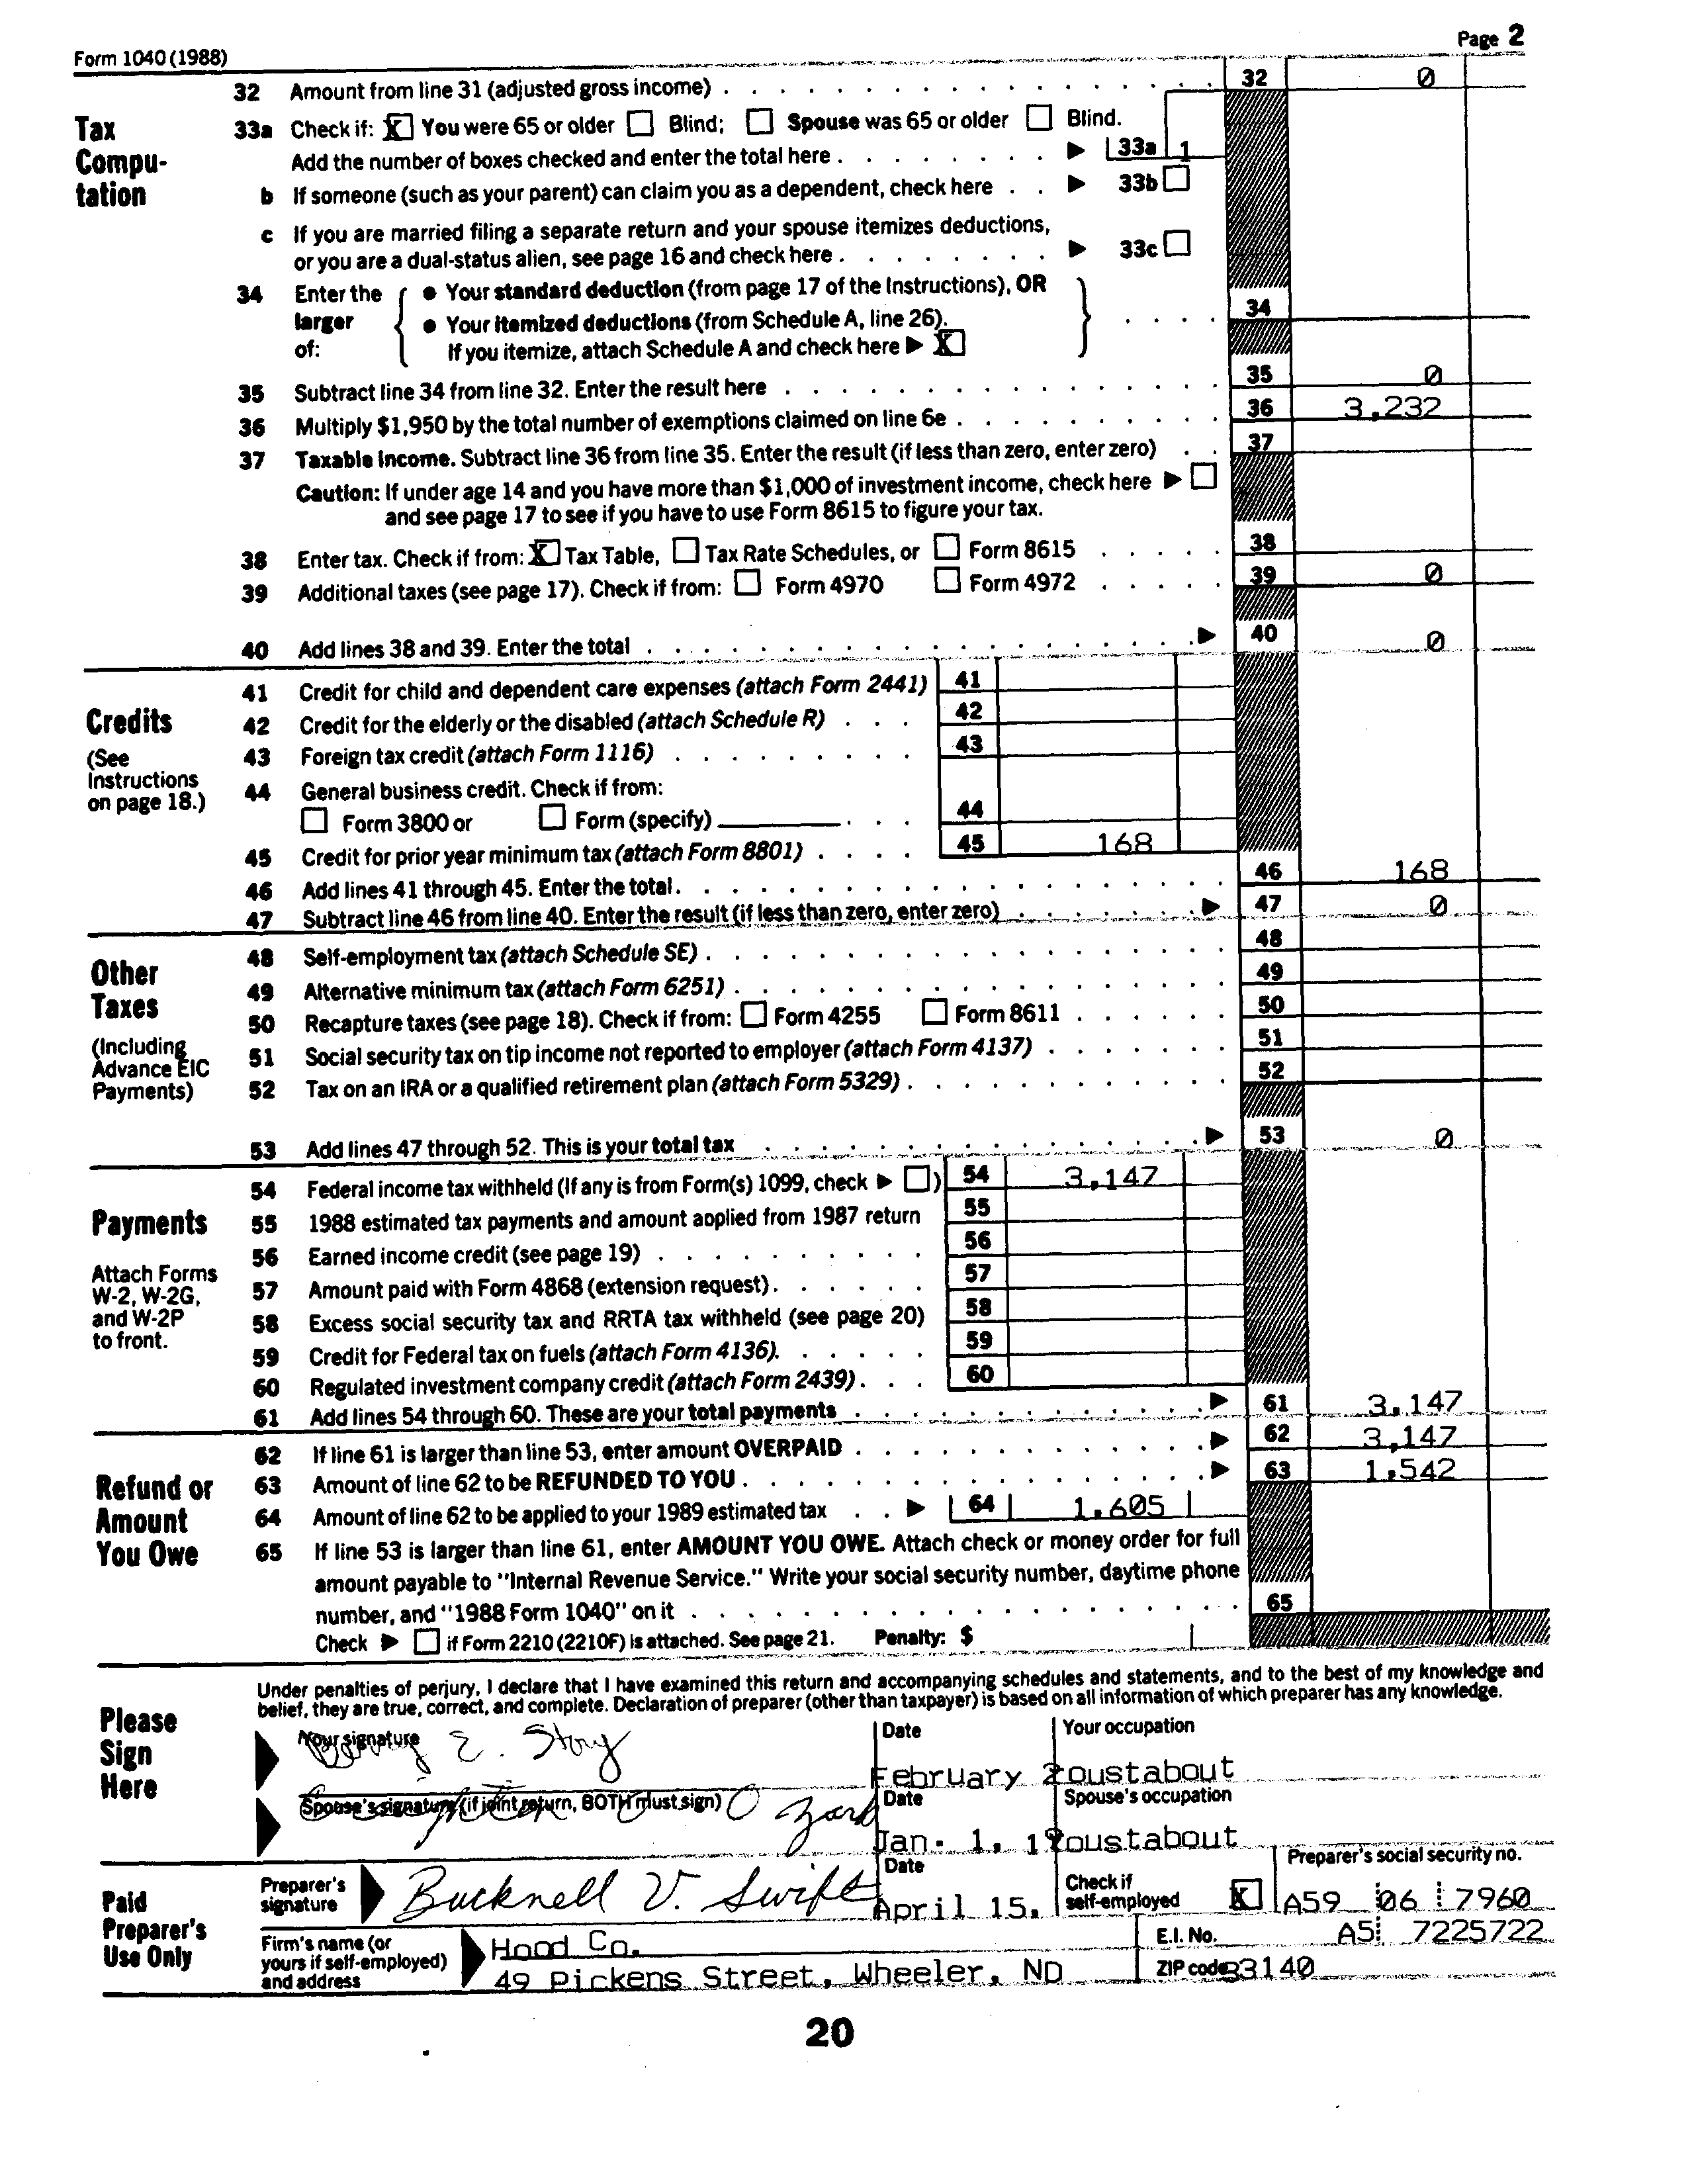 Form 1040 (1988) Page 2
32 Amount from line 31 (adjusted gross income) . . . 32 0
Tax Compu- tation
33a Check if: X You were 65 or older Blind; Spouse was 65 or older Blind.
Add the number of boxes checked and enter the total here . . . 33a 1
b If someone (such as your parent) can claim you as a dependent, check here . . 33b
c If you are married filing a separate return and your spouse itemizes deductions,
or you are a dual-status alien, see page 16 and check here . . . 33c
34 Enter the larger of:
• Your standard deduction (from page 17 of the Instructions), OR
• Your itemized deductions (from Schedule A, line 26).
If you itemize, attach Schedule A and check here X
34
35 Subtract line 34 from line 32. Enter the result here . . . 35 0
36 Multiply $1,950 by the total number of exemptions claimed on line 6e . . . 36 3,232
37 Taxable income. Subtract line 36 from line 35. Enter the result (if less than zero, enter zero) . . 37
Caution: If under age 14 and you have more than $1,000 of investment income, check here
and see page 17 to see if you have to use Form 8615 to figure your tax.
38 Enter tax. Check if from: X Tax Table, Tax Rate Schedules, or Form 8615 . . . 38
39 Additional taxes (see page 17). Check if from: Form 4970 Form 4972 . . . 39 0
40 Add lines 38 and 39. Enter the total . . . 40 0
Credits
(See Instructions on page 18.)
41 Credit for child and dependent care expenses (attach Form 2441) 41
42 Credit for the elderly or the disabled (attach Schedule R) . . . 42
43 Foreign tax credit (attach Form 1116) . . . 43
44 General business credit. Check if from:
Form 3800 or Form (specify) . . . 44
45 Credit for prior year minimum tax (attach Form 8801) . . . 45 168
46 Add lines 41 through 45. Enter the total . . . 46 168
47 Subtract line 46 from line 40. Enter the result (if less than zero, enter zero) . . . 47 0
Other Taxes
(Including Advance EIC Payments)
48 Self-employment tax (attach Schedule SE) . . . 48
49 Alternative minimum tax (attach Form 6251) . . . 49
50 Recapture taxes (see page 18). Check if from: Form 4255 Form 8611 . . . 50
51 Social security tax on tip income not reported to employer (attach Form 4137) . . . 51
52 Tax on an IRA or a qualified retirement plan (attach Form 5329) . . . 52
53 Add lines 47 through 52. This is your total tax . . . 53 0
Payments
Attach Forms W-2, W-2G, and W-2P to front.
54 Federal income tax withheld (If any is from Form(s) 1099, check ) 54 3,147
55 1988 estimated tax payments and amount applied from 1987 return 55
56 Earned income credit (see page 19) . . . 56
57 Amount paid with Form 4868 (extension request) . . . 57
58 Excess social security tax and RRTA tax withheld (see page 20) 58
59 Credit for Federal tax on fuels (attach Form 4136) . . . 59
60 Regulated investment company credit (attach Form 2439) . . . 60
61 Add lines 54 through 60. These are your total payments . . . 61 3,147
Refund or Amount You Owe
62 If line 61 is larger than line 53, enter amount OVERPAID . . . 62 3,147
63 Amount of line 62 to be REFUNDED TO YOU . . . 63 1,542
64 Amount of line 62 to be applied to your 1989 estimated tax . . 64 1,605
65 If line 53 is larger than line 61, enter AMOUNT YOU OWE. Attach check or money order for full
amount payable to "Internal Revenue Service." Write your social security number, daytime phone
number, and "1988 Form 1040" on it . . . 65
Check if Form 2210 (2210F) is attached. See page 21. Penalty: $
Please Sign Here
Under penalties of perjury, I declare that I have examined this return and accompanying schedules and statements, and to the best of my knowledge and
belief, they are true, correct, and complete. Declaration of preparer (other than taxpayer) is based on all information of which preparer has any knowledge.
Your signature Date Your occupation
E. Story February 2 oustabout
Spouse's signature (if joint return, BOTH must sign) Date Spouse's occupation
O Zark Jan. 1, 19 oustabout
Paid Preparer's Use Only
Preparer's signature Bucknell V. Swift Date April 15, Check if self-employed X Preparer's social security no. A59 06 7960
Firm's name (or yours if self-employed) and address Hood Co. E.I. No. A5 7225722
49 Pickens Street, Wheeler, ND ZIP code 83140
20